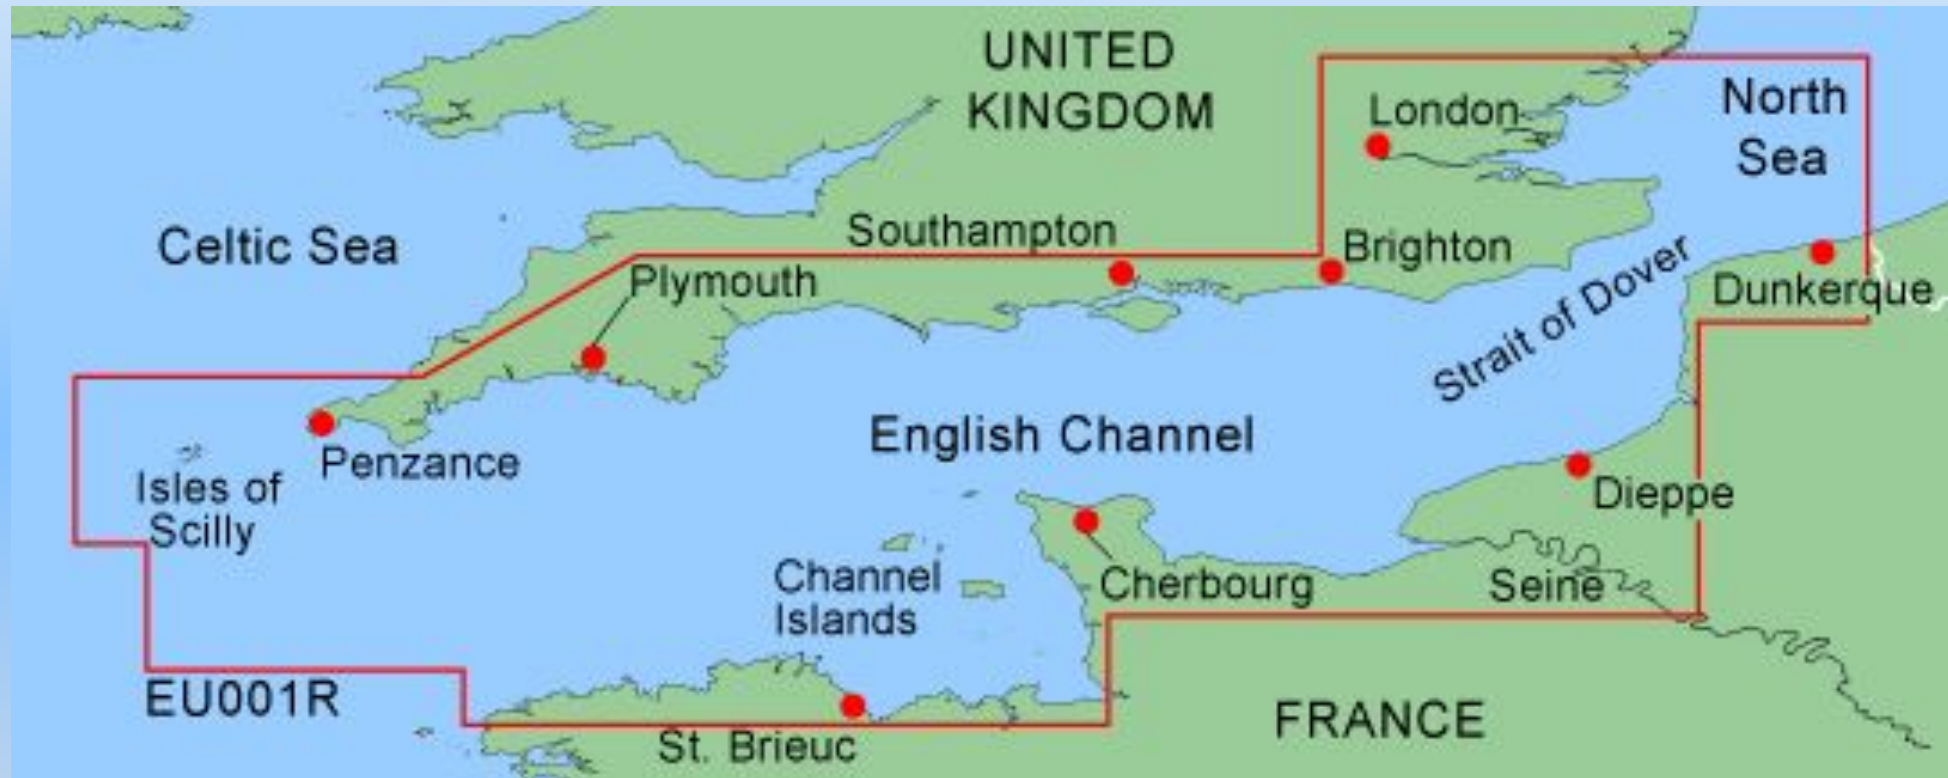 UNITED
KINGDOM
London
North
Sea
Celtic Sea
Southampton
Brighton
Plymouth
Dunkerque
Strait of Dover
English Channel
Penzance
Isles of
Scilly
Dieppe
Channel
Islands
Cherbourg
Seine
EU001R
St. Brieuc
FRANCE